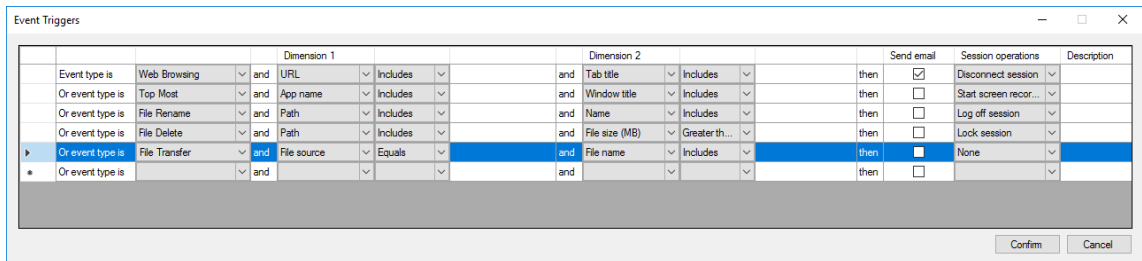 Event Triggers
Dimension 1 Dimension 2 Send email Session operations Description
Event type is Web Browsing and URL Includes and Tab title Includes then Disconnect session
Or event type is Top Most and App name Includes and Window title Includes then Start screen recor...
Or event type is File Rename and Path Includes and Name Includes then Log off session
Or event type is File Delete and Path Includes and File size (MB) Greater th... then Lock session
Or event type is File Transfer and File source Equals and File name Includes then None
Or event type is and and then
Confirm Cancel